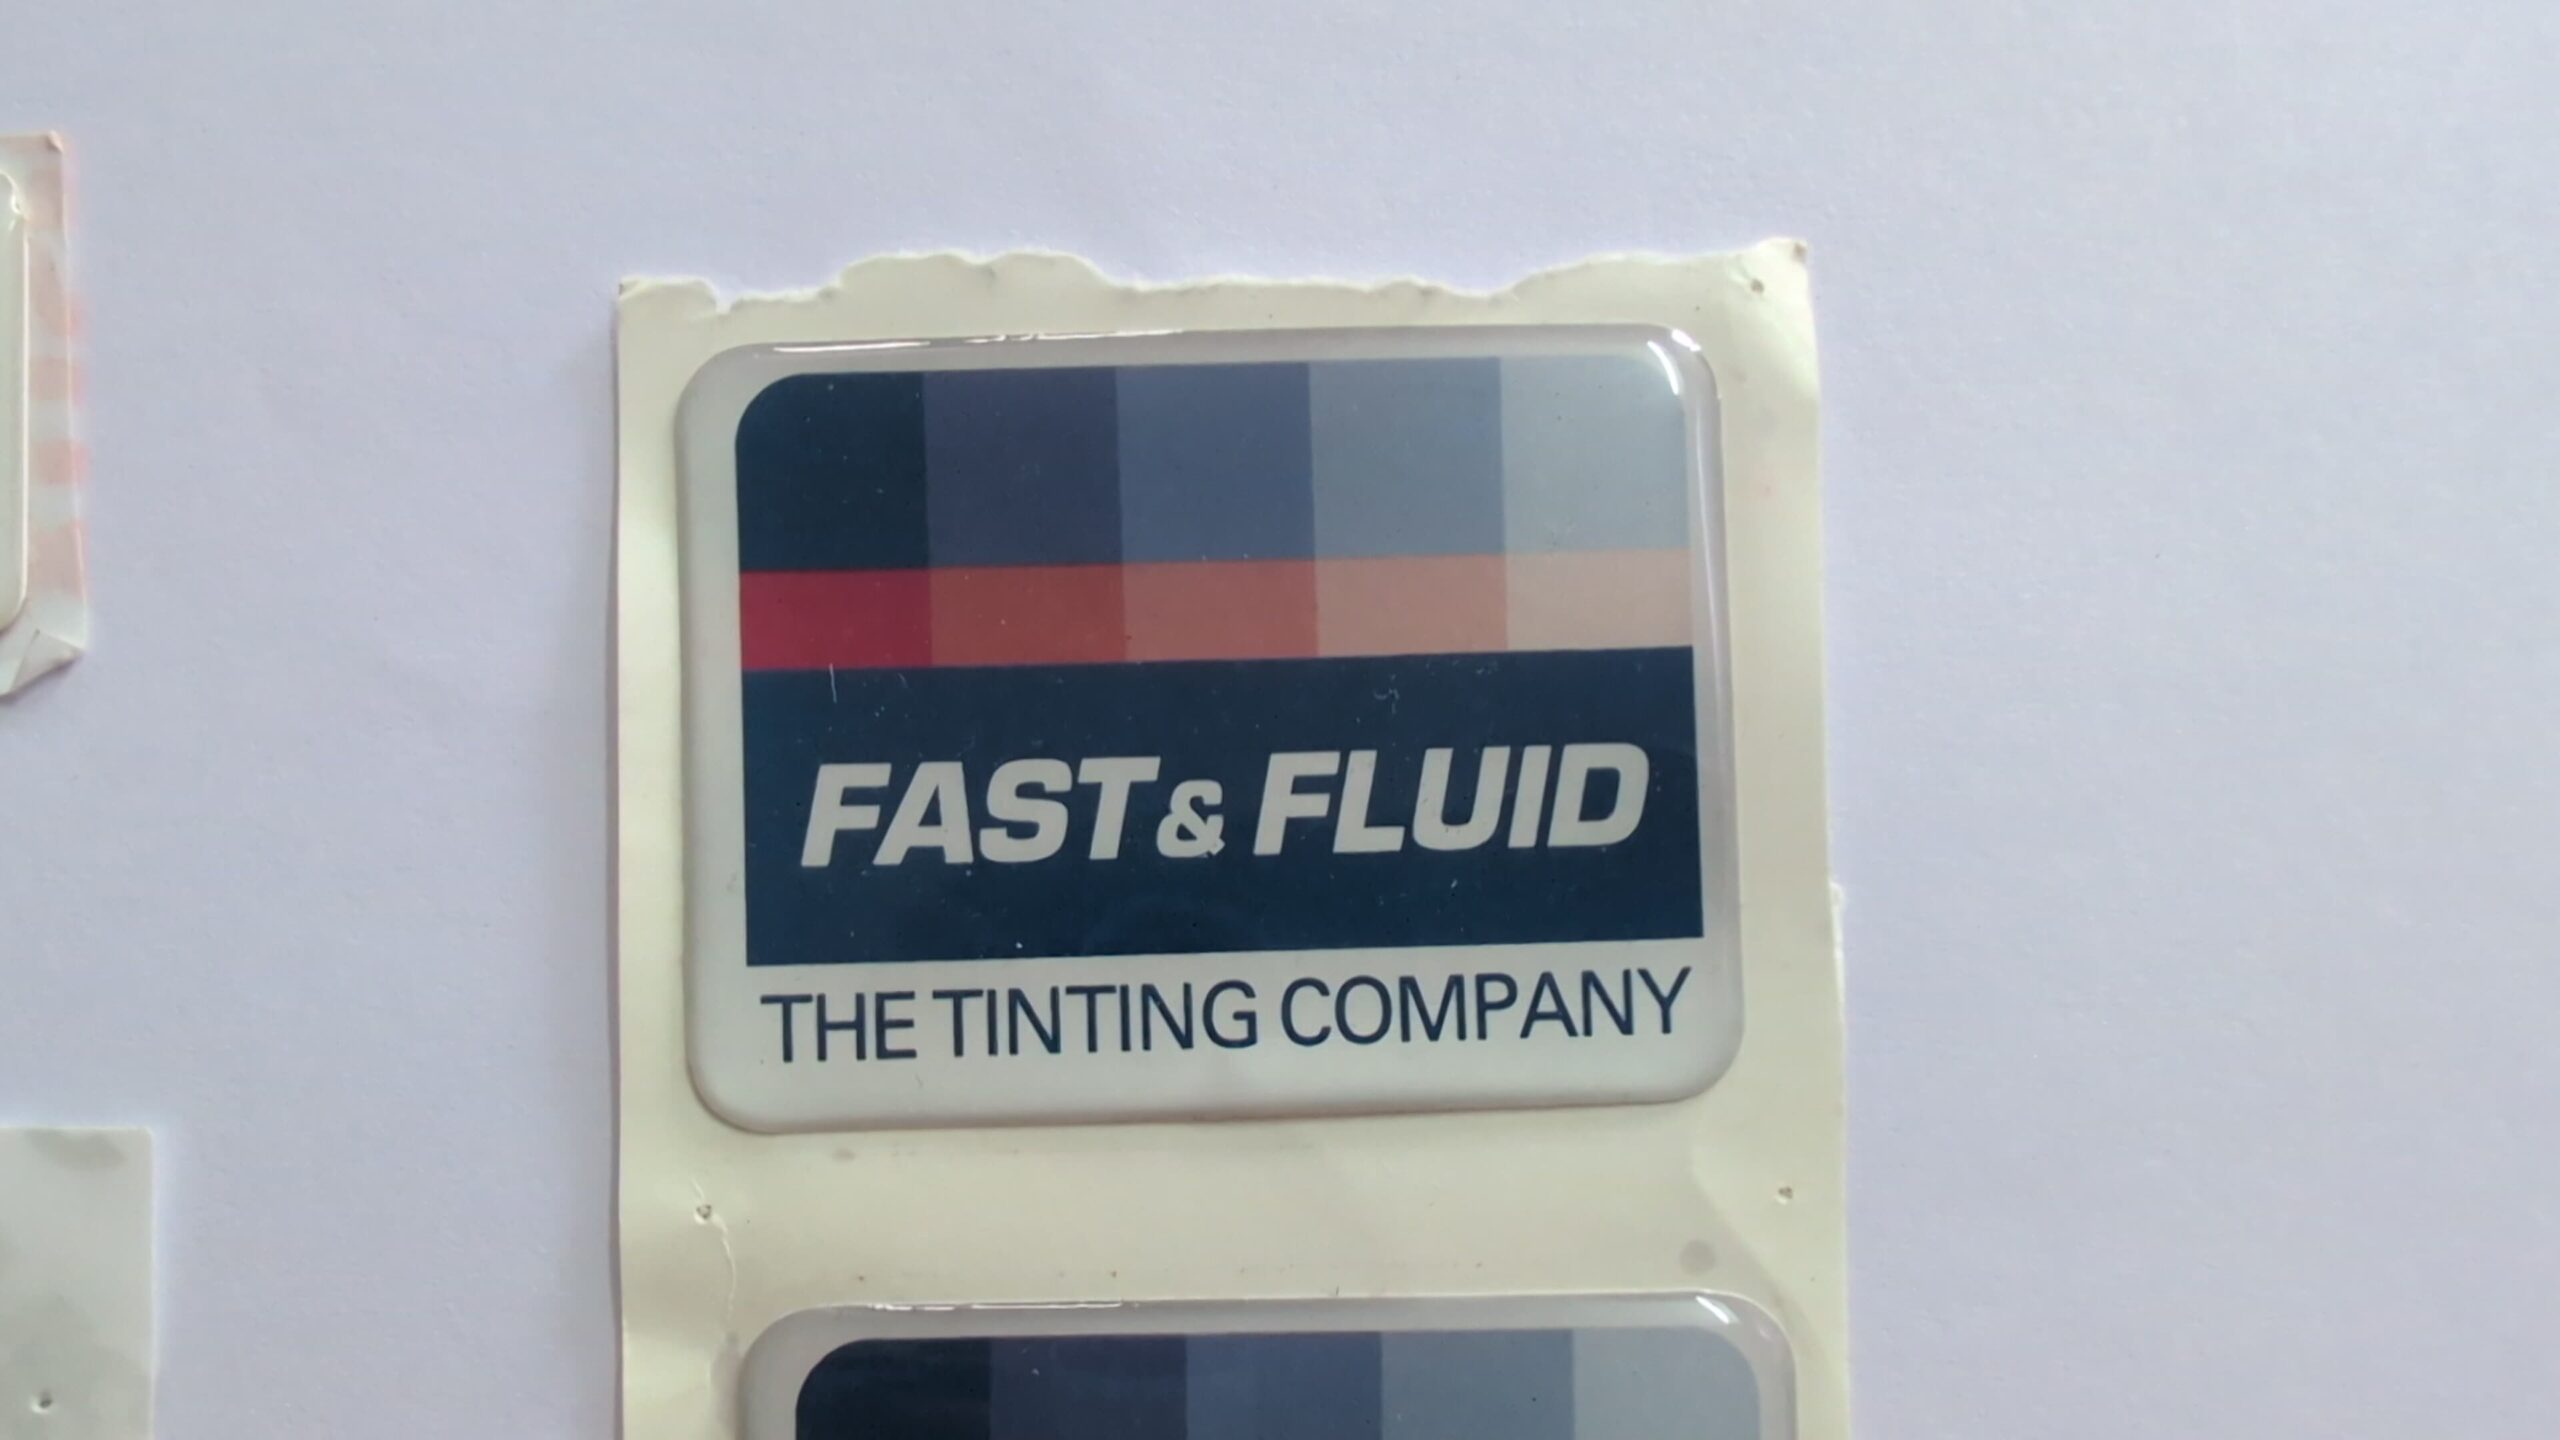 FAST & FLUID
THE TINTING COMPANY